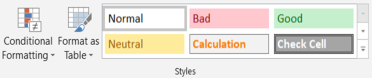 Conditional Formatting
Format as Table
Normal
Bad
Good
Neutral
Calculation
Check Cell
Styles